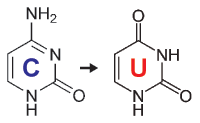 NH₂ O
C N → U NH
N H O N H O